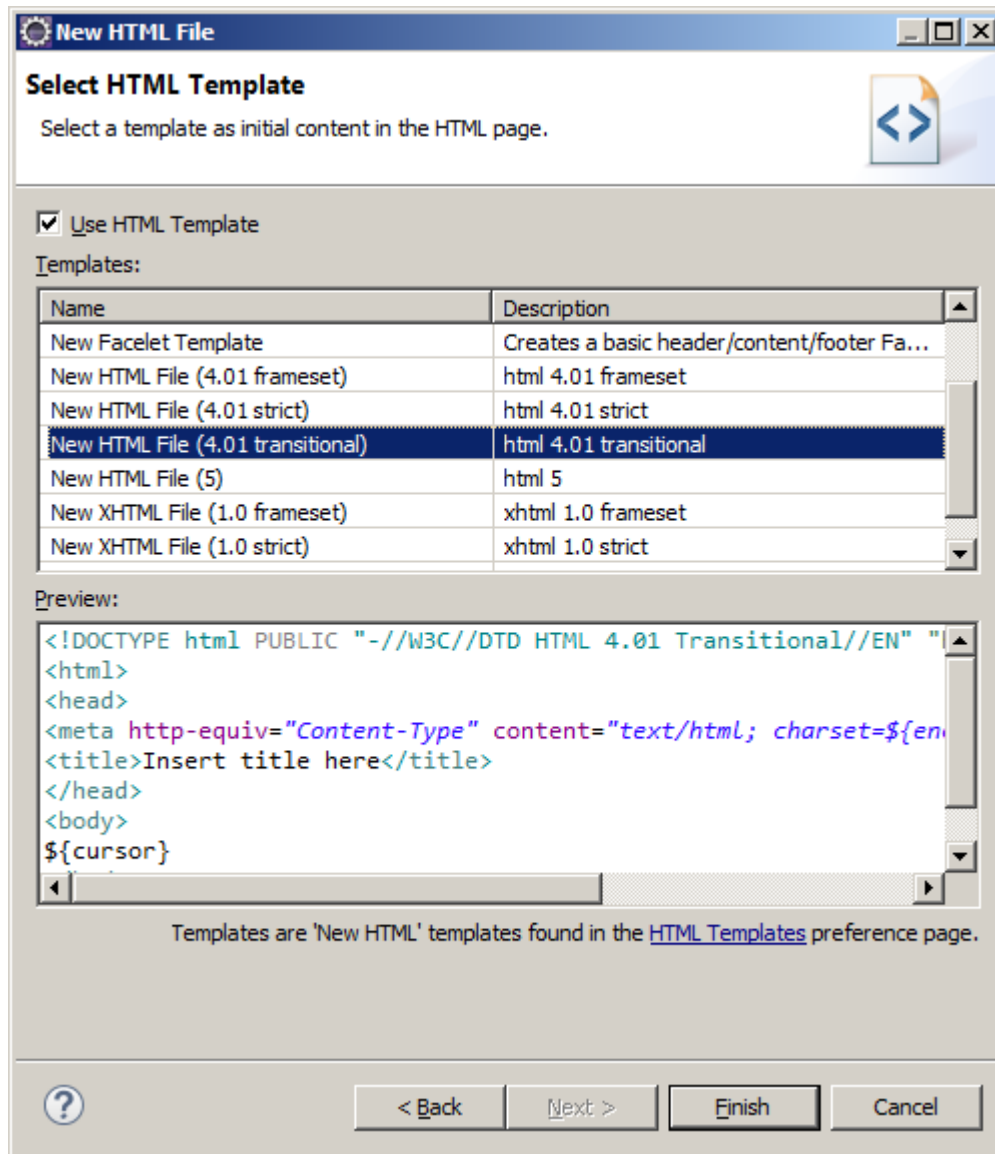 New HTML File
Select HTML Template
Select a template as initial content in the HTML page.
Use HTML Template
Templates:
Name Description
New Facelet Template Creates a basic header/content/footer Fa...
New HTML File (4.01 frameset) html 4.01 frameset
New HTML File (4.01 strict) html 4.01 strict
New HTML File (4.01 transitional) html 4.01 transitional
New HTML File (5) html 5
New XHTML File (1.0 frameset) xhtml 1.0 frameset
New XHTML File (1.0 strict) xhtml 1.0 strict
Preview:
<!DOCTYPE html PUBLIC "-//W3C//DTD HTML 4.01 Transitional//EN" "
<html>
<head>
<meta http-equiv="Content-Type" content="text/html; charset=${en
<title>Insert title here</title>
</head>
<body>
${cursor}
Templates are 'New HTML' templates found in the HTML Templates preference page.
< Back Next > Finish Cancel